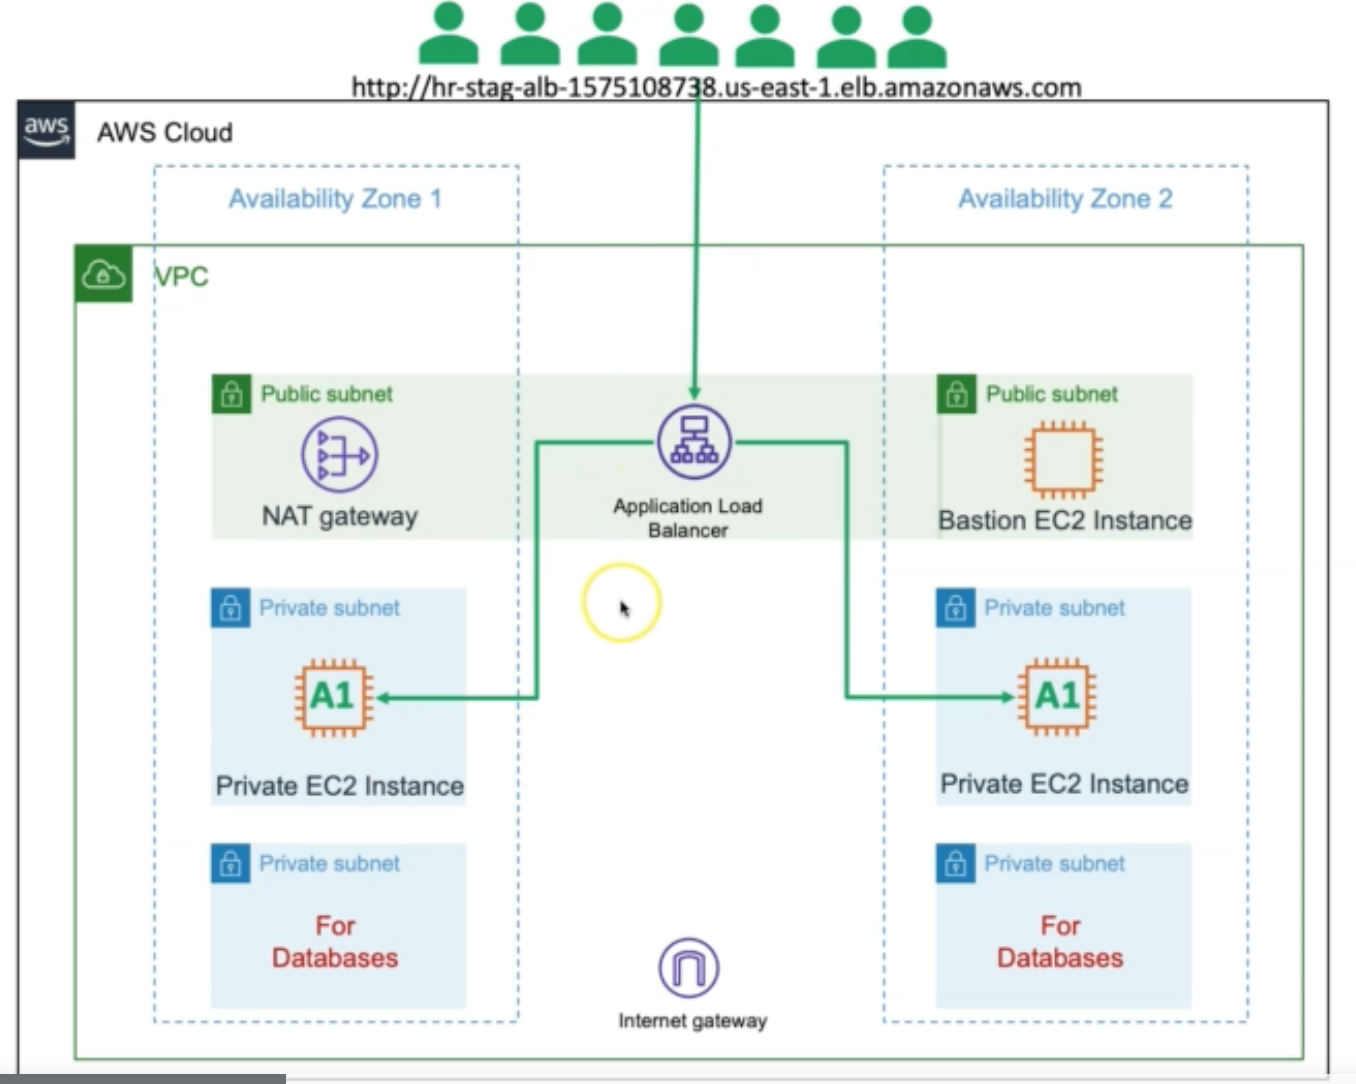 http://hr-stag-alb-1575108738.us-east-1.elb.amazonaws.com
aws
AWS Cloud
Availability Zone 1
Availability Zone 2
VPC
Public subnet
NAT gateway
Application Load
Balancer
Public subnet
Bastion EC2 Instance
Private subnet
A1
Private EC2 Instance
Private subnet
A1
Private EC2 Instance
Private subnet
For
Databases
Private subnet
For
Databases
Internet gateway